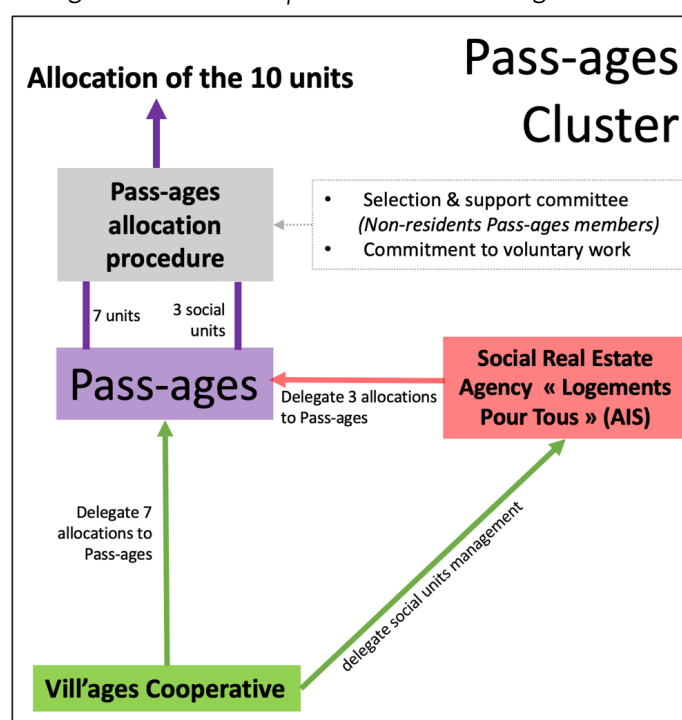 Pass-ages
Cluster
Allocation of the 10 units
Pass-ages
allocation
procedure
• Selection & support committee
(Non-residents Pass-ages members)
• Commitment to voluntary work
7 units
3 social
units
Pass-ages
Social Real Estate
Agency « Logements
Pour Tous » (AIS)
Delegate 3 allocations
to Pass-ages
Delegate 7
allocations to
Pass-ages
delegate social units management
Vill'ages Cooperative